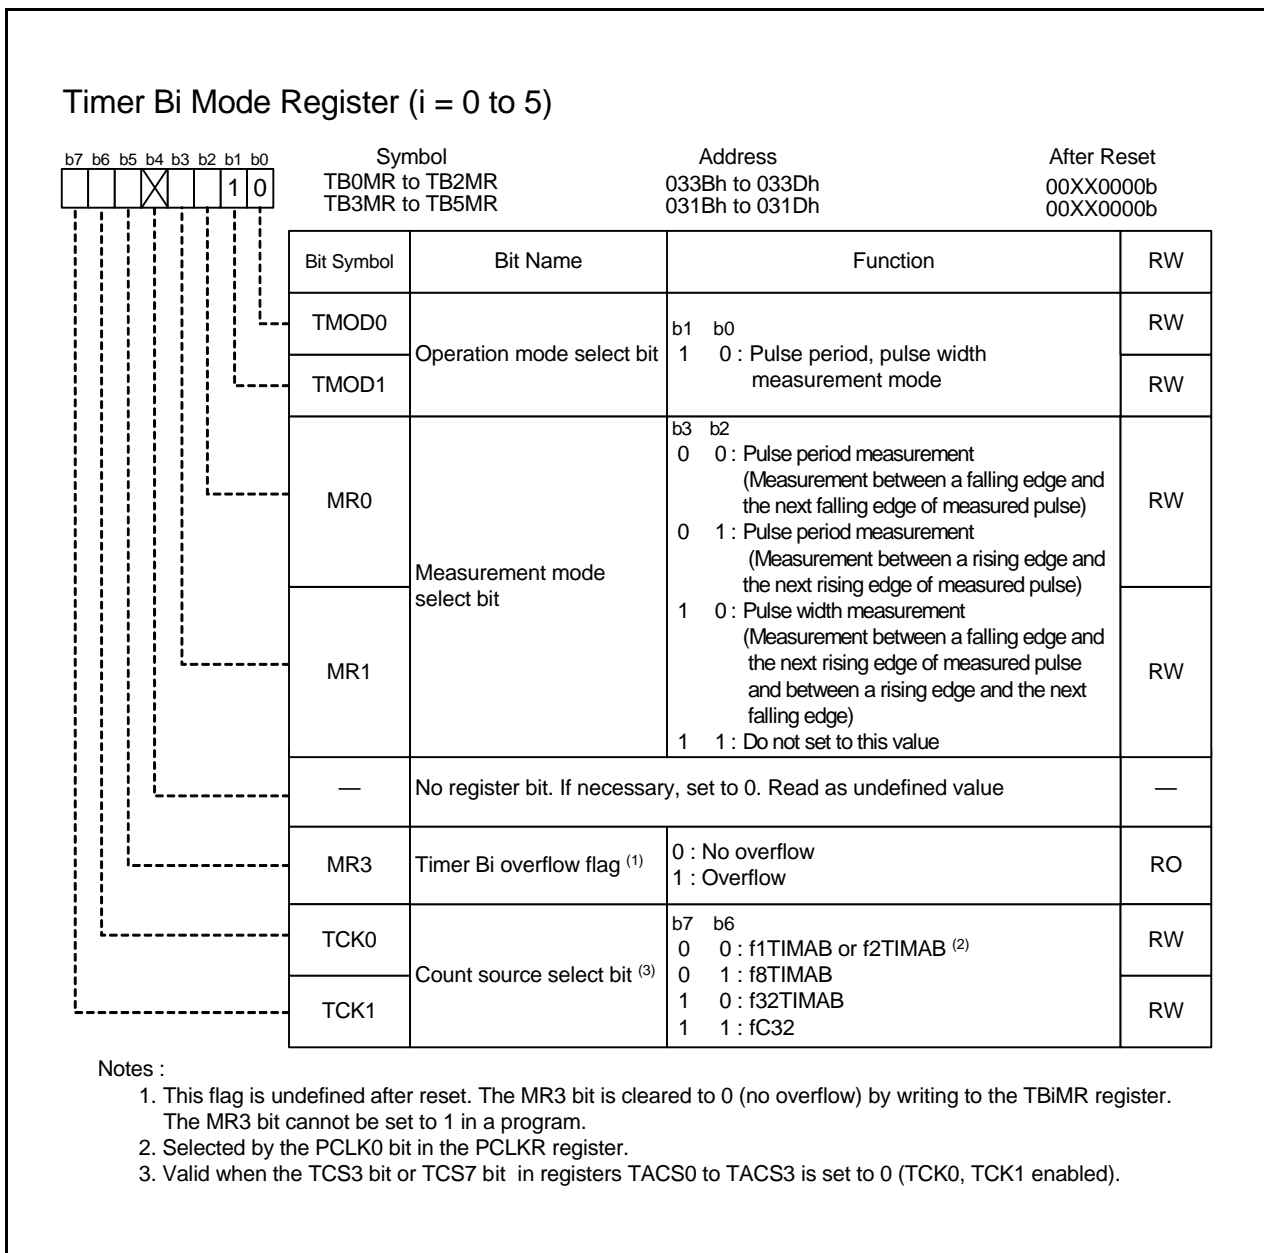 Timer Bi Mode Register (i = 0 to 5)
b7 b6 b5 b4 b3 b2 b1 b0
1 0
Symbol Address After Reset
TB0MR to TB2MR 033Bh to 033Dh 00XX0000b
TB3MR to TB5MR 031Bh to 031Dh 00XX0000b
Bit Symbol Bit Name Function RW
TMOD0 RW
Operation mode select bit
b1 b0
1 0 : Pulse period, pulse width
measurement mode
TMOD1 RW
MR0 RW
Measurement mode
select bit
b3 b2
0 0 : Pulse period measurement
(Measurement between a falling edge and
the next falling edge of measured pulse)
0 1 : Pulse period measurement
(Measurement between a rising edge and
the next rising edge of measured pulse)
1 0 : Pulse width measurement
(Measurement between a falling edge and
the next rising edge of measured pulse
and between a rising edge and the next
falling edge)
1 1 : Do not set to this value
MR1 RW
— No register bit. If necessary, set to 0. Read as undefined value —
MR3 Timer Bi overflow flag (1) RO
0 : No overflow
1 : Overflow
TCK0 RW
Count source select bit (3)
b7 b6
0 0 : f1TIMAB or f2TIMAB (2)
0 1 : f8TIMAB
1 0 : f32TIMAB
1 1 : fC32
TCK1 RW
Notes :
1. This flag is undefined after reset. The MR3 bit is cleared to 0 (no overflow) by writing to the TBiMR register.
The MR3 bit cannot be set to 1 in a program.
2. Selected by the PCLK0 bit in the PCLKR register.
3. Valid when the TCS3 bit or TCS7 bit in registers TACS0 to TACS3 is set to 0 (TCK0, TCK1 enabled).